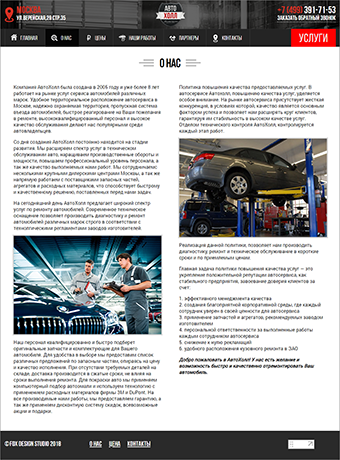 МОСКВА,
УЛ. ВЕРЕЙСКАЯ,29 СТР.35
АВТО
ХОЛЛ
+7 (499) 391-71-53
ЗАКАЗАТЬ ОБРАТНЫЙ ЗВОНОК
ГЛАВНАЯ
О НАС
ЦЕНА
НАШИ РАБОТЫ
ПАРТНЕРЫ
КОНТАКТЫ
УСЛУГИ
О НАС
Компания АвтоХолл была создана в 2006 году и уже более 8 лет
работает на рынке услуг сервиса автомобилей различных
марок. Удобное территориальное расположение автосервиса в
Москве, надежно охраняемая территория, пропускная система
въезда автомобилей, быстрое реагирование на Ваши пожелания
в ремонте, высококвалифицированный персонал и высокое
качество обслуживания делают нас популярными среди
автовладельцев.
Со дня создания АвтоХолл постоянно находится на стадии
развития. Мы расширяем спектр услуг в техническом
обслуживании авто, наращиваем производственные обороты и
мощности, повышаем профессиональный уровень персонала, а
так же качество выполняемых нами работ. Мы сотрудничаем с
несколькими крупными дилерским центрами Москвы, а так же
напрямую работаем с поставщиками запасных частей,
агрегатов и расходных материалов, что способствует быстрому
и качественному решению, поставленных перед нами задач.
На сегодняшний день АвтоХолл предлагает широкий спектр
услуг по ремонту автомобилей. Современное техническое
оснащение позволяет проводить диагностику и ремонт
автомобилей различных марок строго в соответствии с
технологическими регламентами заводов-изготовителей.
Наш персонал квалифицированно и быстро подберет
оригинальные запчасти и комплектующие для Вашего
автомобиля. Для удобства в выборе мы предоставим список
различных предложений по запасным частям, опираясь, на цену
и качество исполнения. При отсутствии требуемых деталей на
складе, доставка производится в сжатые сроки, не влияя на
сроки выполнения ремонта. Для покраски авто мы применяем
компьютерный подбор автоэмали и используем технологию с
применением расходных материалов фирмы 3М и DuPont. На
все производимые нами работы, мы предоставляем гарантию, а
так же применяем дисконтную систему скидок, всевозможные
акции и подарки.
Политика повышения качества предоставляемых услуг. В
автосервисе Автохолл, повышению качества услуг, уделяется
особое внимание. На рынке автосервиса присутствует жесткая
конкуренция, в условиях которой, качество является основным
фактором успеха и позволяет нам расширять круг клиентов,
гарантируя им стабильность в высоком качестве услуг.
Отделом технического контроля АвтоХолл, контролируется
каждый этап работ.
Реализация данной политики, позволяет нам производить
диагностику, ремонт и техническое обслуживание в короткие
сроки и по приемлемым ценам.
Главная задача политики повышения качества услуг – это
укрепление положительной репутации автосервиса, как
стабильного предприятия, завоевание доверия клиентов за
счет:
1. эффективного менеджмента качества
2. создания благоприятной корпоративной среды, где каждый
сотрудник уверен в своей ценности для автосервиса
3. применение запчастей и агрегатов, рекомендуемых заводом
изготовителем
4. персональной ответственности за выполненные работы
каждым сотрудником автосервиса
5. снижение и нулю рекламаций
6. удобного расположение кузовного ремонта в ЗАО
Добро пожаловать в АвтоХолл! У нас есть желание и
возможность быстро и качественно отремонтировать Ваш
автомобиль.
© FOX DESIGN STUDIO 2018
О НАС
ЦЕНА
КОНТАКТЫ